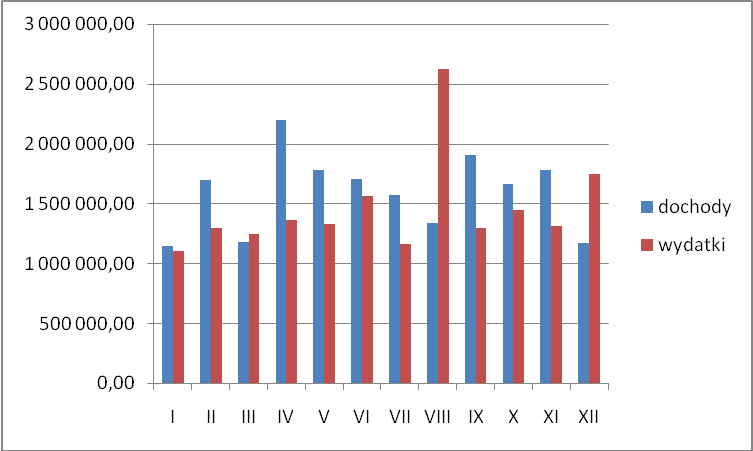 3 000 000,00
2 500 000,00
2 000 000,00
1 500 000,00
1 000 000,00
500 000,00
0,00
I II III IV V VI VII VIII IX X XI XII
dochody
wydatki